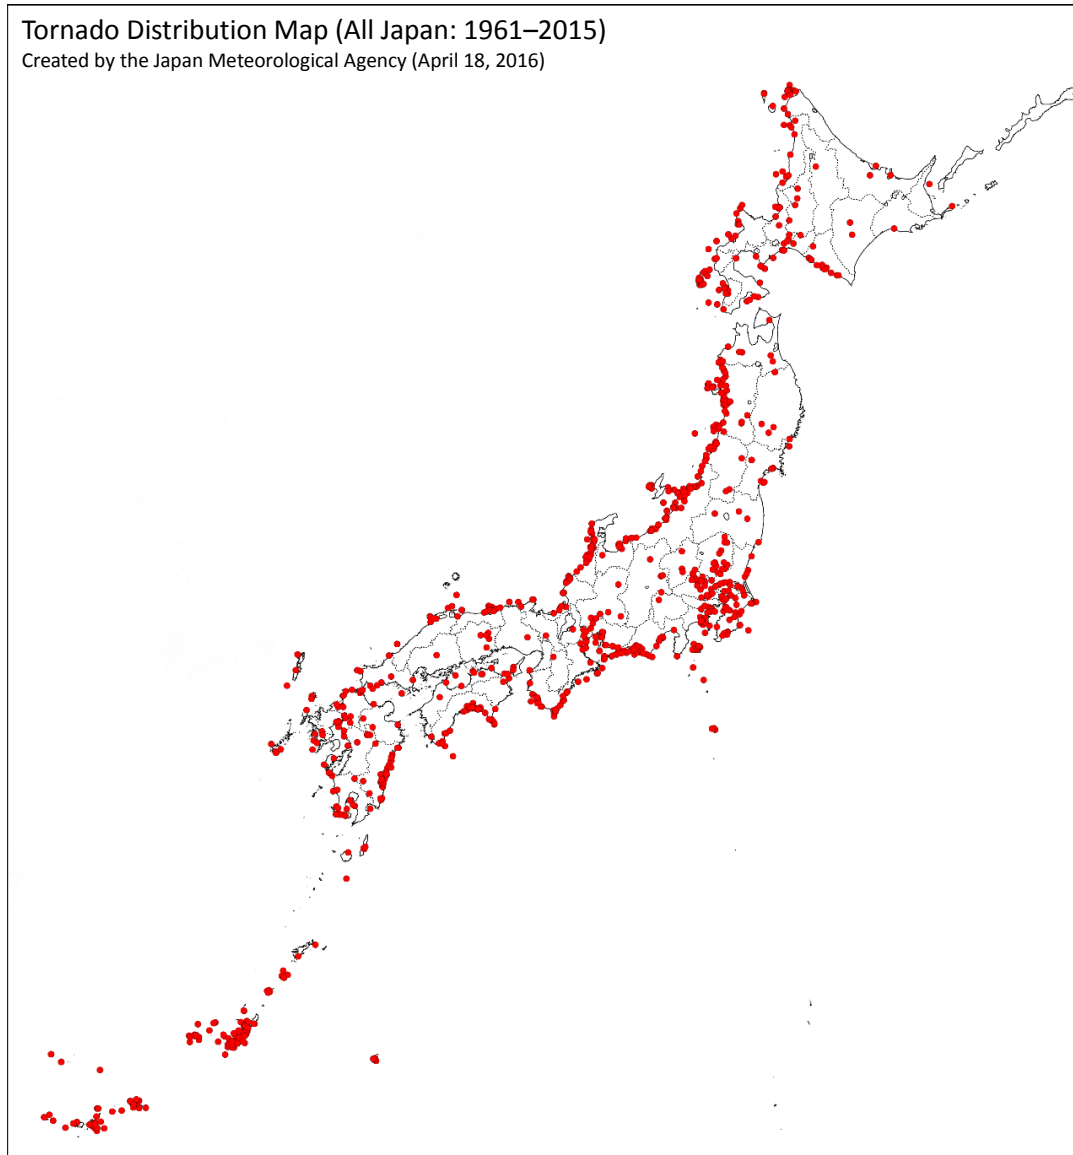 Tornado Distribution Map (All Japan: 1961–2015)
Created by the Japan Meteorological Agency (April 18, 2016)